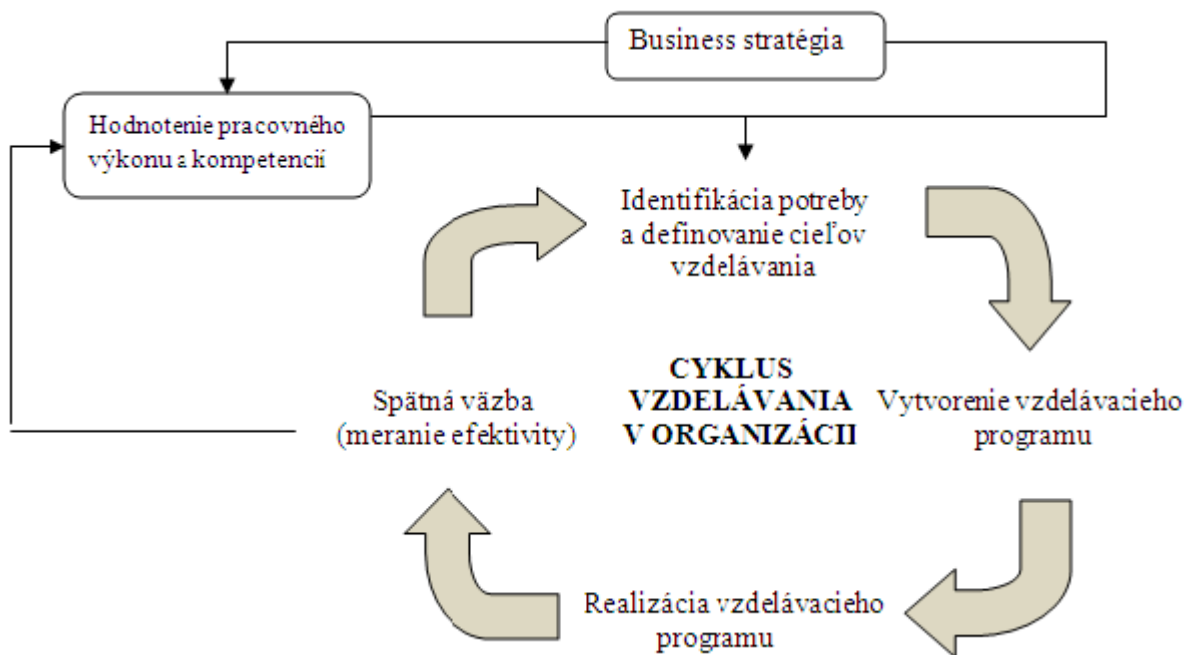 Business stratégia
Hodnotenie pracovného
výkonu a kompetencií
Identifikácia potreby
a definovanie cieľov
vzdelávania
CYKLUS
VZDELÁVANIA
V ORGANIZÁCII
Spätná väzba
(meranie efektivity)
Vytvorenie vzdelávacieho
programu
Realizácia vzdelávacieho
programu